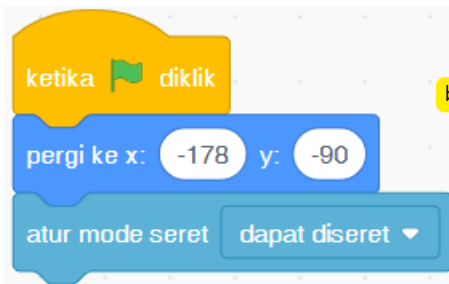 ketika diklik
pergi ke x: -178 y: -90
atur mode seret dapat diseret